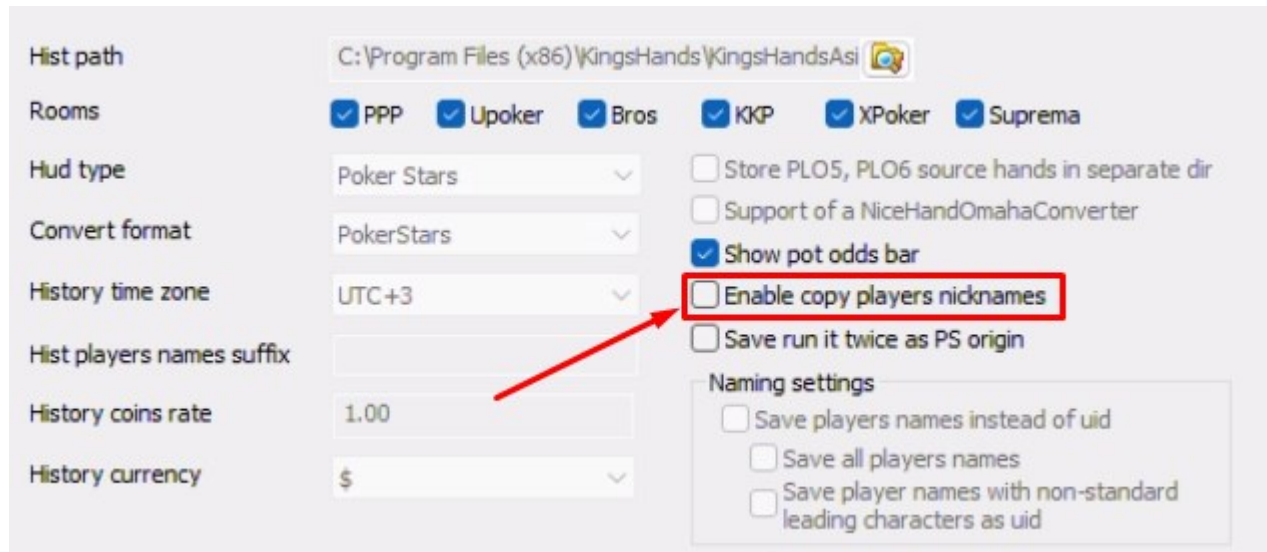 Hist path
C:\Program Files (x86)\KingsHands\KingsHandsAsi
Rooms
PPP Upoker Bros KKP XPoker Suprema
Hud type
Poker Stars
Convert format
PokerStars
History time zone
UTC+3
Hist players names suffix
History coins rate
1.00
History currency
$
Store PLO5, PLO6 source hands in separate dir
Support of a NiceHandOmahaConverter
Show pot odds bar
Enable copy players nicknames
Save run it twice as PS origin
Naming settings
Save players names instead of uid
Save all players names
Save player names with non-standard
leading characters as uid